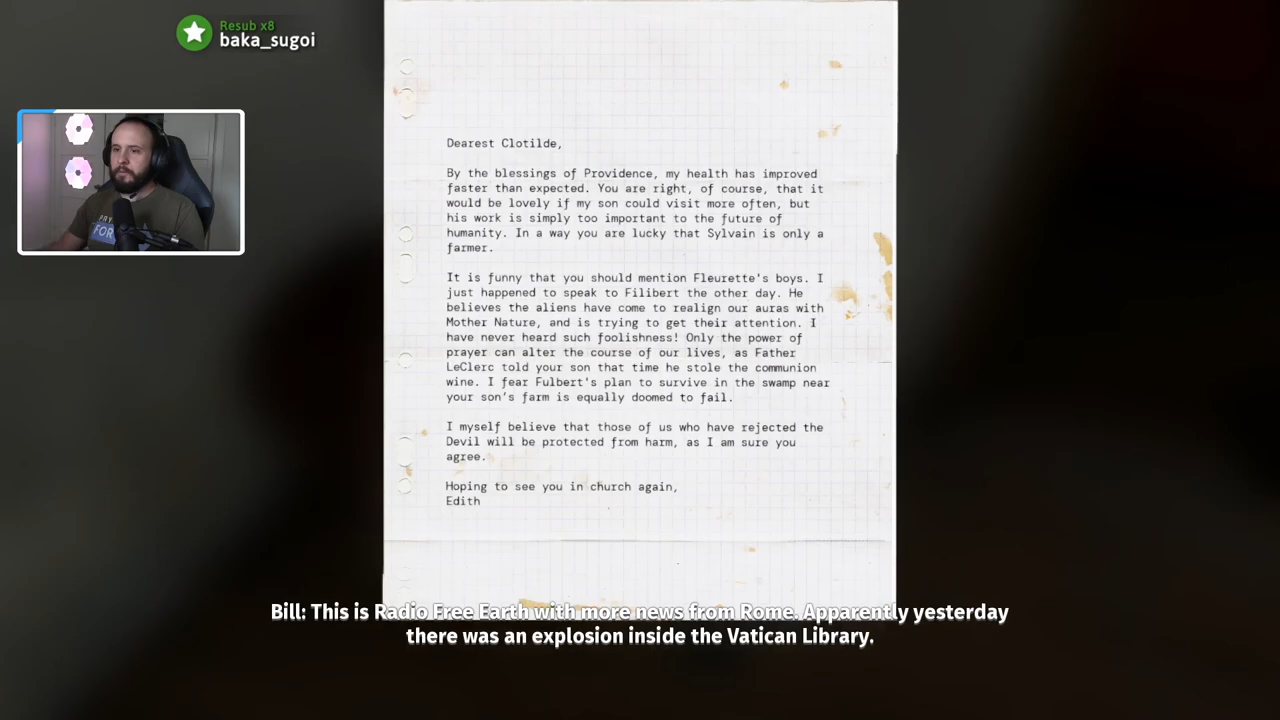 Resub x8
baka_sugoi
Dearest Clotilde,
By the blessings of Providence, my health has improved
faster than expected. You are right, of course, that it
would be lovely if my son could visit more often, but
his work is simply too important to the future of
humanity. In a way you are lucky that Sylvain is only a
farmer.
It is funny that you should mention Fleurette's boys. I
just happened to speak to Filibert the other day. He
believes the aliens have come to realign our auras with
Mother Nature, and is trying to get their attention. I
have never heard such foolishness! Only the power of
prayer can alter the course of our lives, as Father
LeClerc told your son that time he stole the communion
wine. I fear Fulbert's plan to survive in the swamp near
your son's farm is equally doomed to fail.
I myself believe that those of us who have rejected the
Devil will be protected from harm, as I am sure you
agree.
Hoping to see you in church again,
Edith
Bill: This is Radio Free Earth with more news from Rome. Apparently yesterday
there was an explosion inside the Vatican Library.